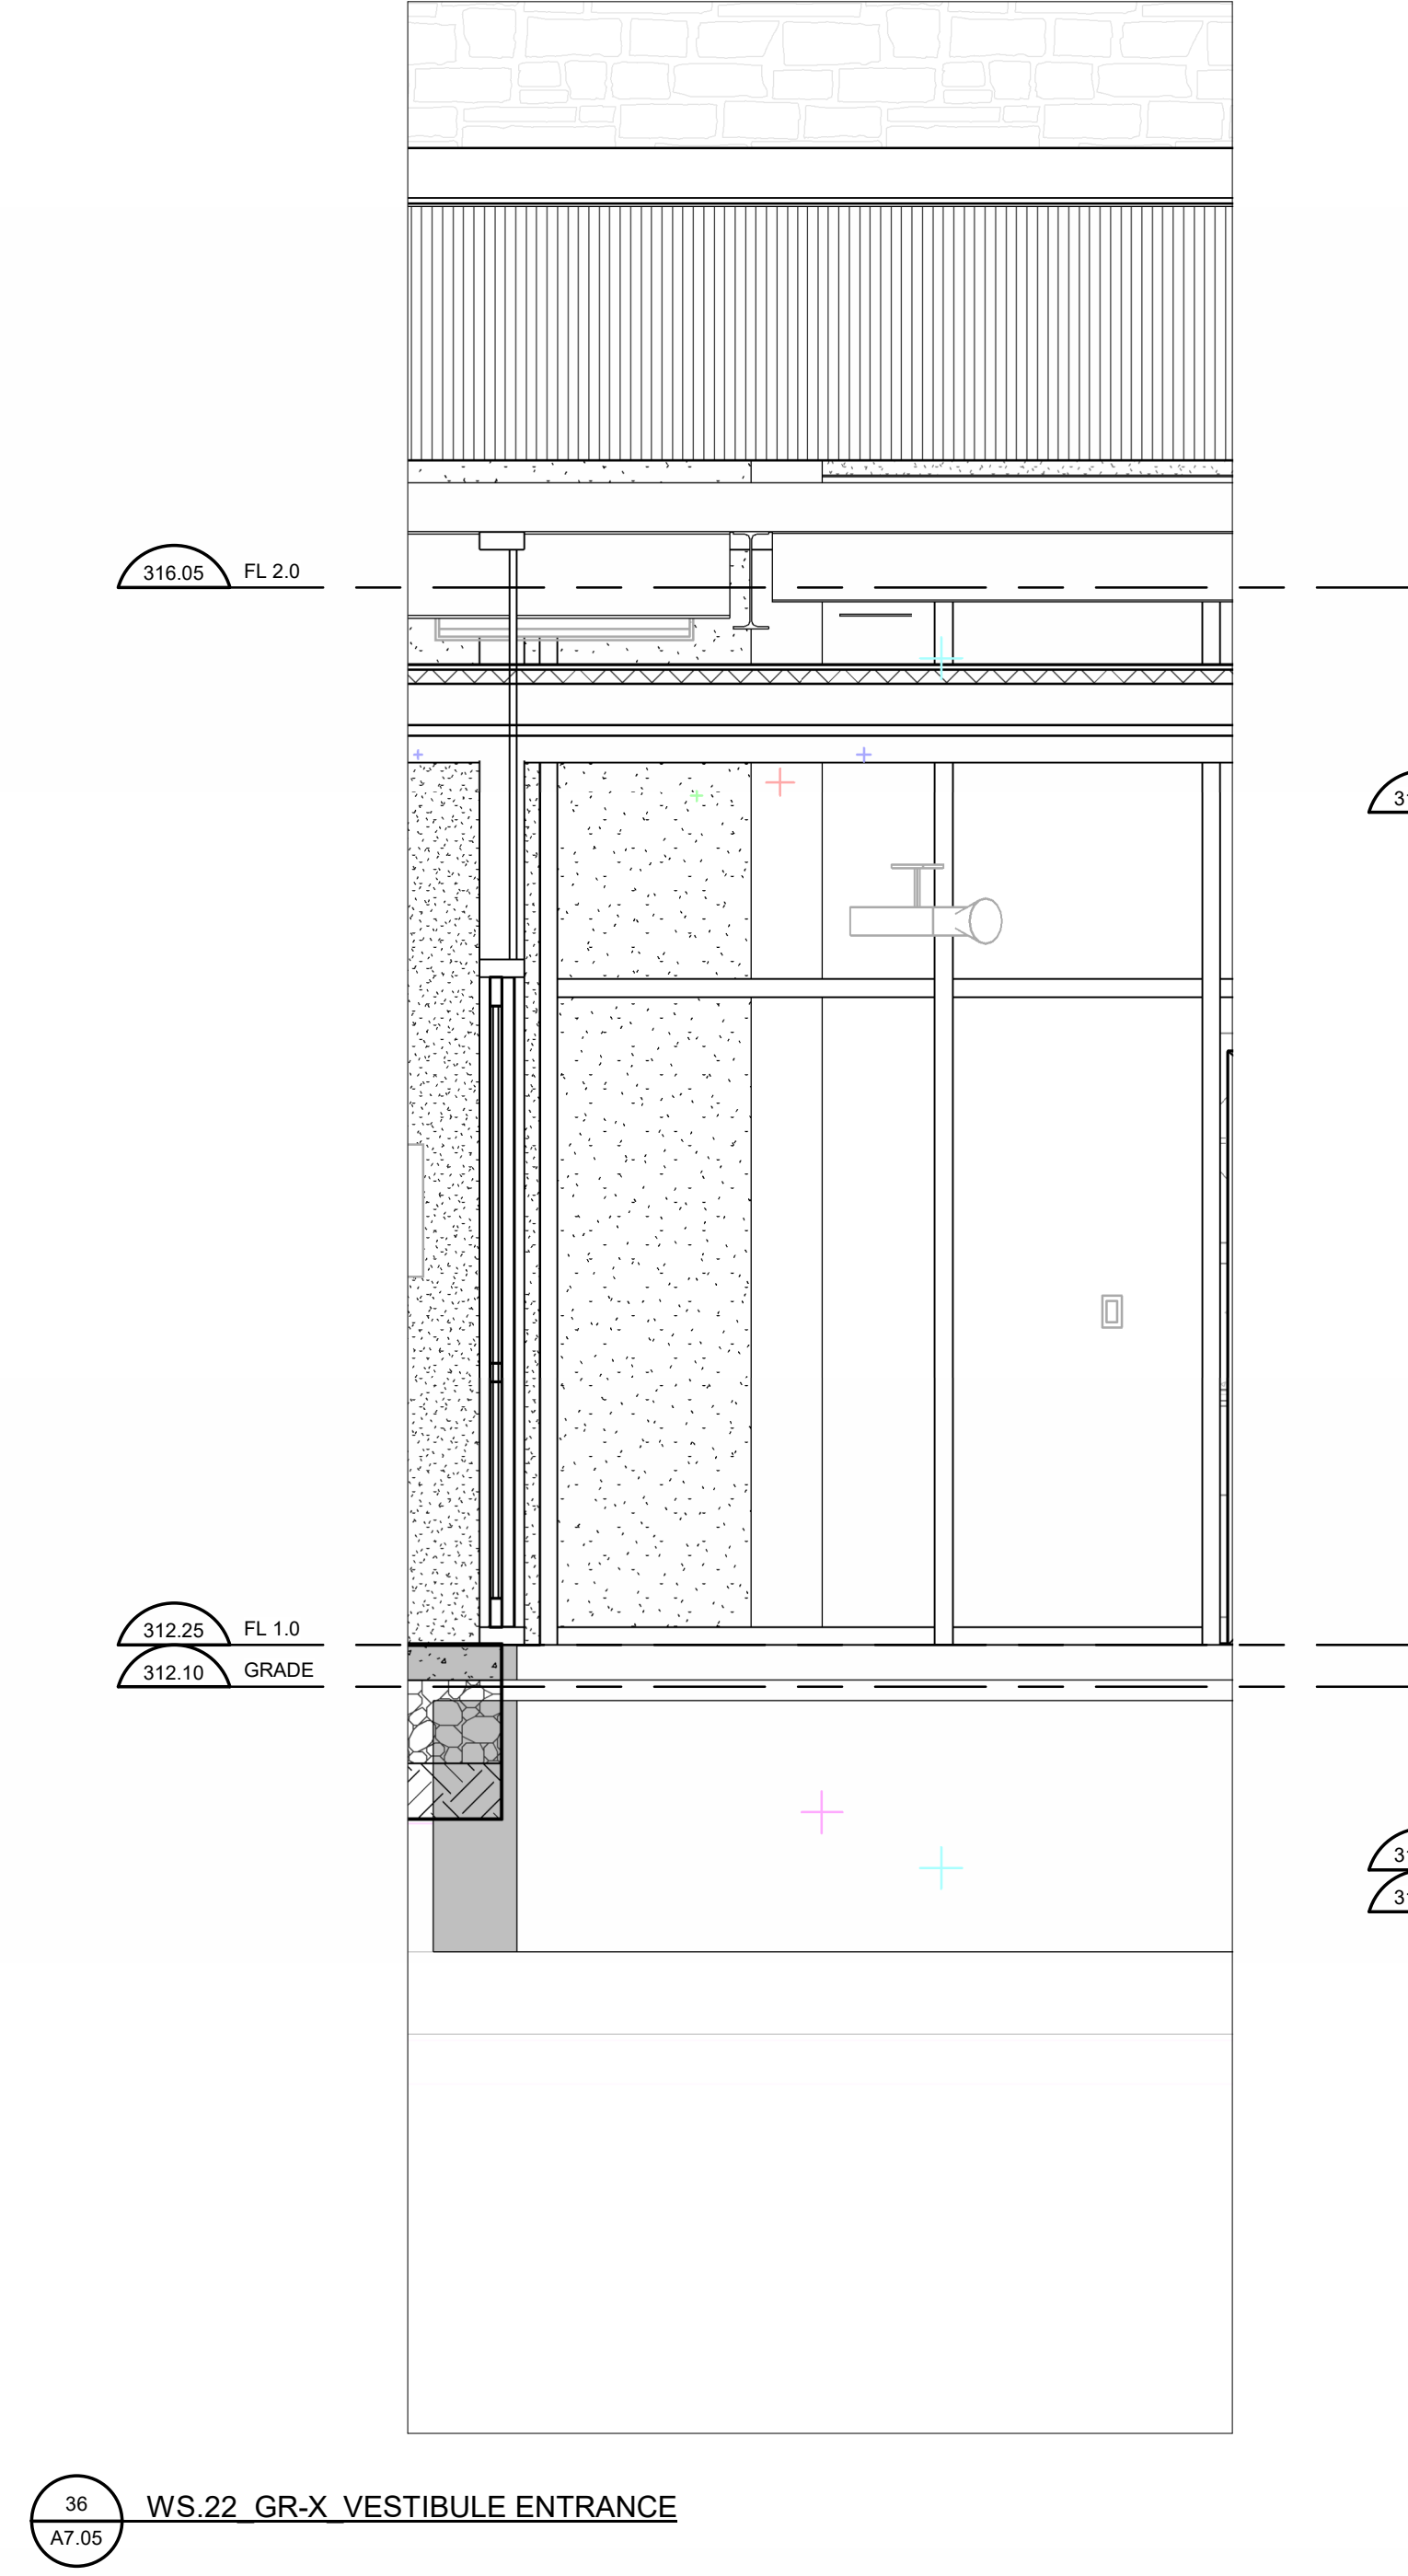 316.05 FL 2.0
312.25 FL 1.0
312.10 GRADE
36
A7.05
WS.22_GR-X_VESTIBULE ENTRANCE